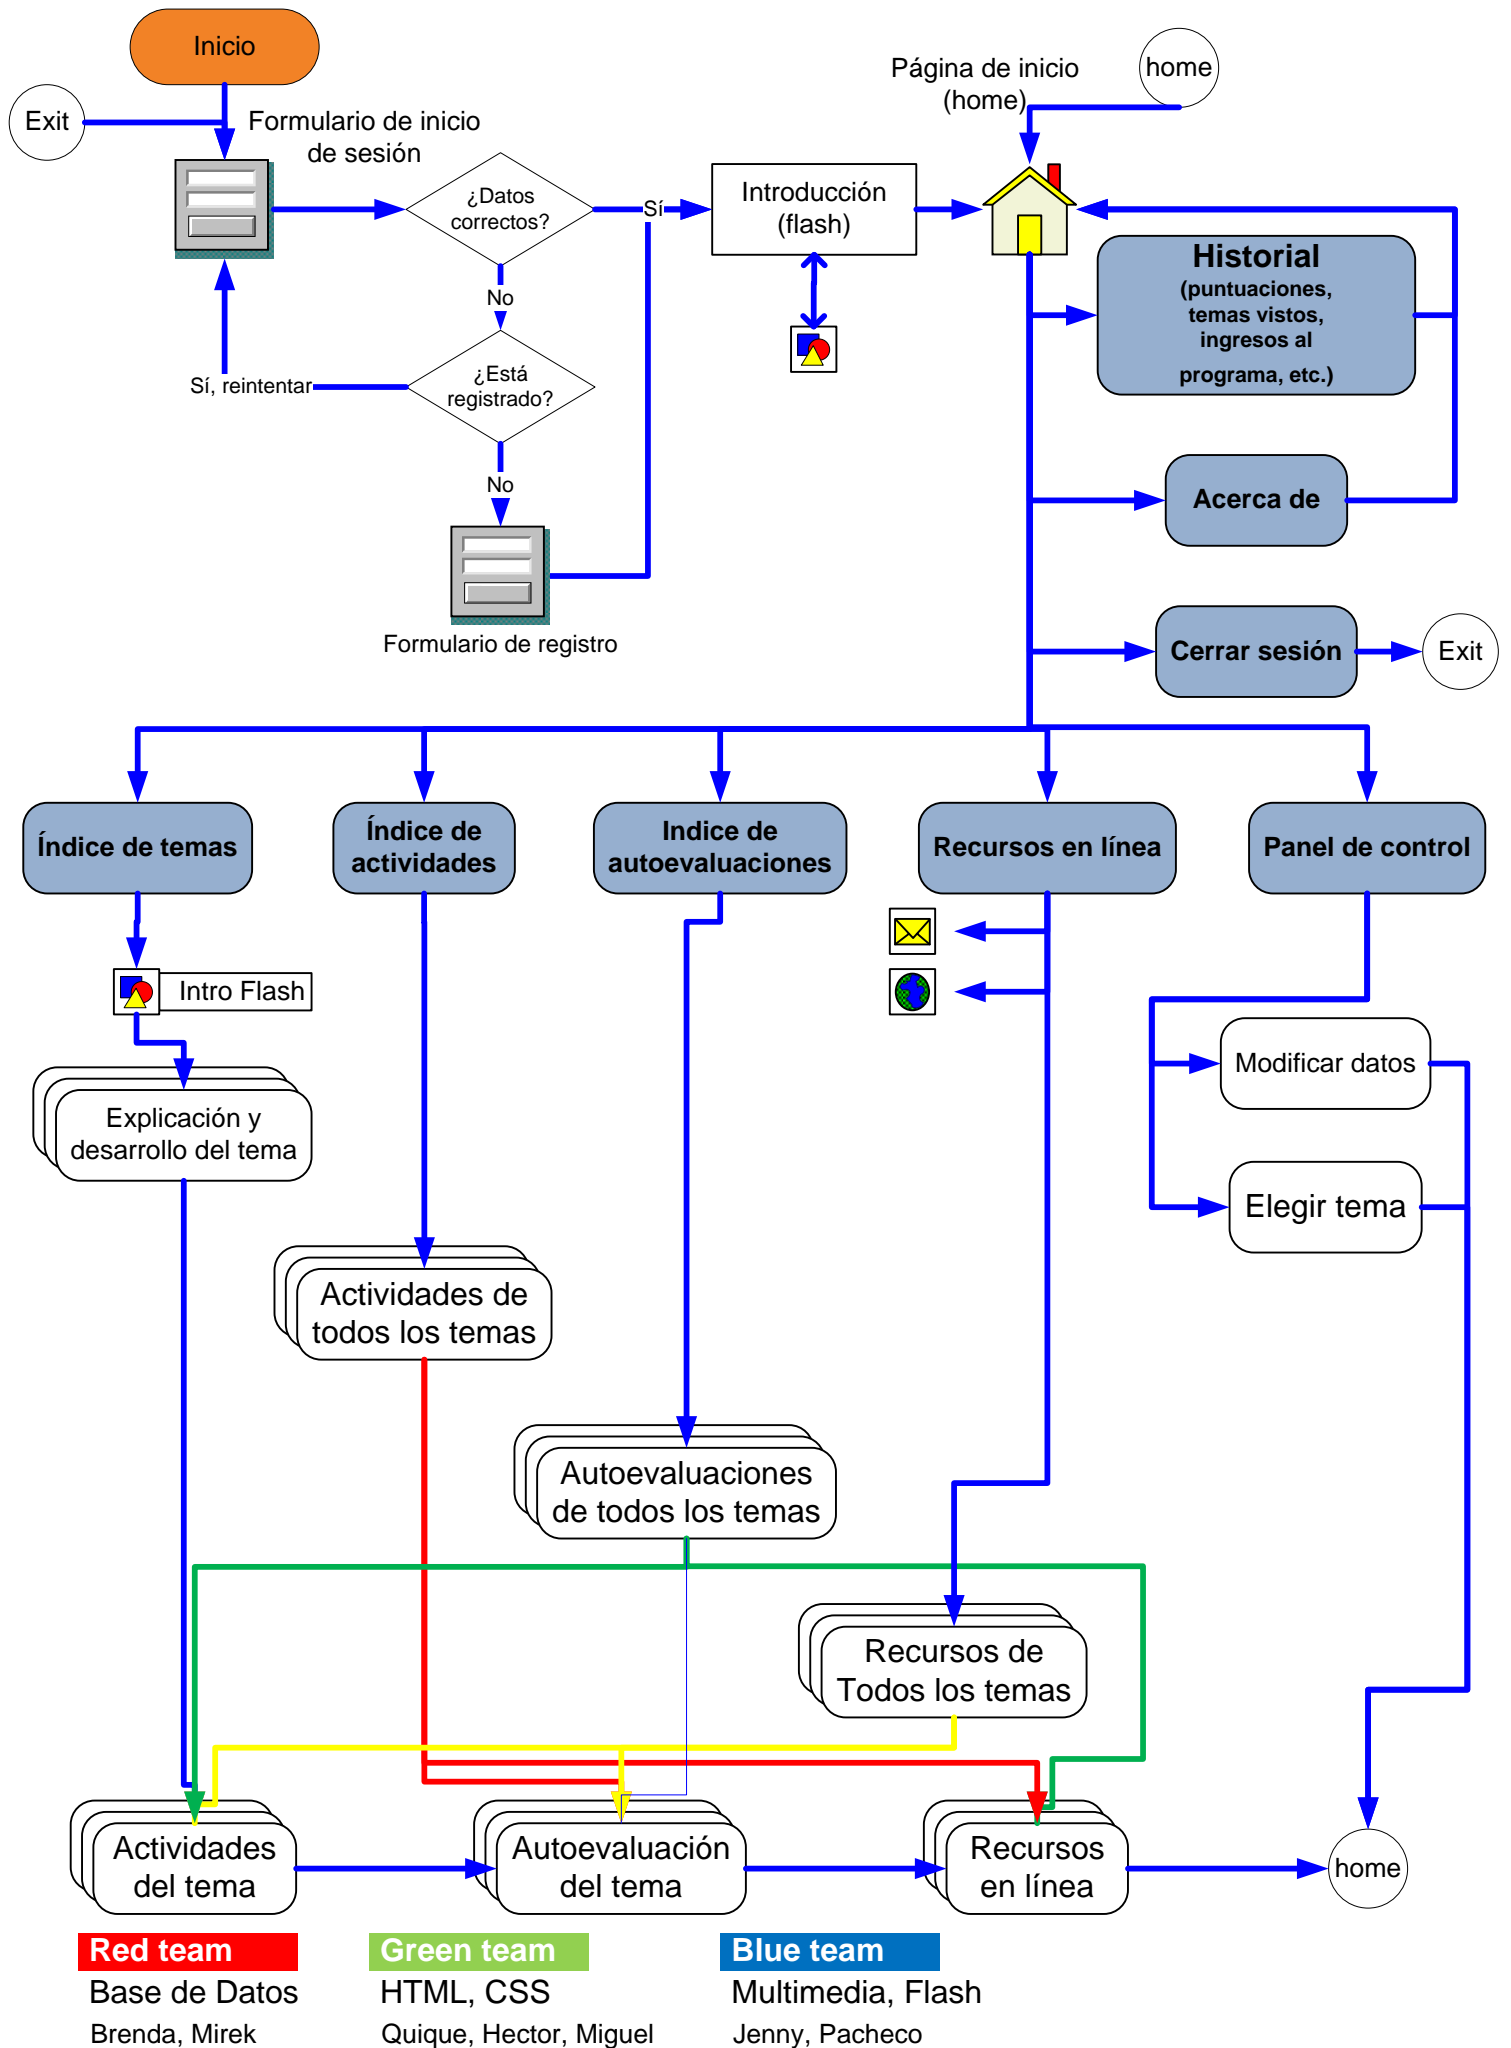 Inicio
Exit
Formulario de inicio
de sesión
¿Datos
correctos?
Sí
No
¿Está
registrado?
Sí, reintentar
No
Formulario de registro
Introducción
(flash)
Página de inicio
(home)
home
Historial
(puntuaciones,
temas vistos,
ingresos al
programa, etc.)
Acerca de
Cerrar sesión
Exit
Índice de temas
Índice de
actividades
Indice de
autoevaluaciones
Recursos en línea
Panel de control
Intro Flash
Explicación y
desarrollo del tema
Modificar datos
Elegir tema
Actividades de
todos los temas
Autoevaluaciones
de todos los temas
Recursos de
Todos los temas
Actividades
del tema
Autoevaluación
del tema
Recursos
en línea
home
Red team
Base de Datos
Brenda, Mirek
Green team
HTML, CSS
Quique, Hector, Miguel
Blue team
Multimedia, Flash
Jenny, Pacheco